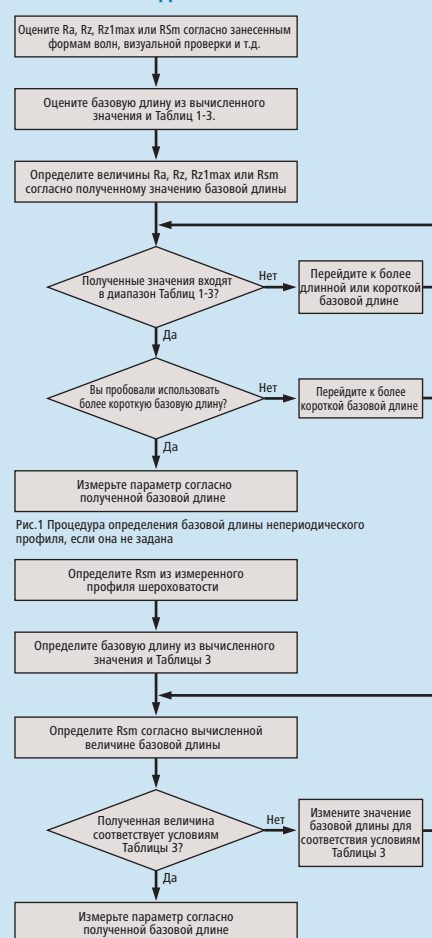 Оцените Ra, Rz, Rz1max или RSm согласно занесенным
формам волн, визуальной проверки и т.д.
Оцените базовую длину из вычисленного
значения и Таблиц 1-3.
Определите величины Ra, Rz, Rz1max или Rsm
согласно полученному значению базовой длины
Полученные значения входят
в диапазон Таблиц 1-3?
Нет
Перейдите к более
длинной или короткой
базовой длине
Да
Вы пробовали использовать
более короткую базовую длину?
Нет
Перейдите к более
короткой базовой длине
Да
Измерьте параметр согласно
полученной базовой длине
Рис.1 Процедура определения базовой длины непериодического
профиля, если она не задана
Определите Rsm из измеренного
профиля шероховатости
Определите базовую длину из вычисленного
значения и Таблицы 3
Определите Rsm согласно вычисленной
величине базовой длины
Полученная величина
соответствует условиям
Таблицы 3?
Нет
Измените значение
базовой длины для
соответствия условиям
Таблицы 3
Да
Измерьте параметр согласно
полученной базовой длине